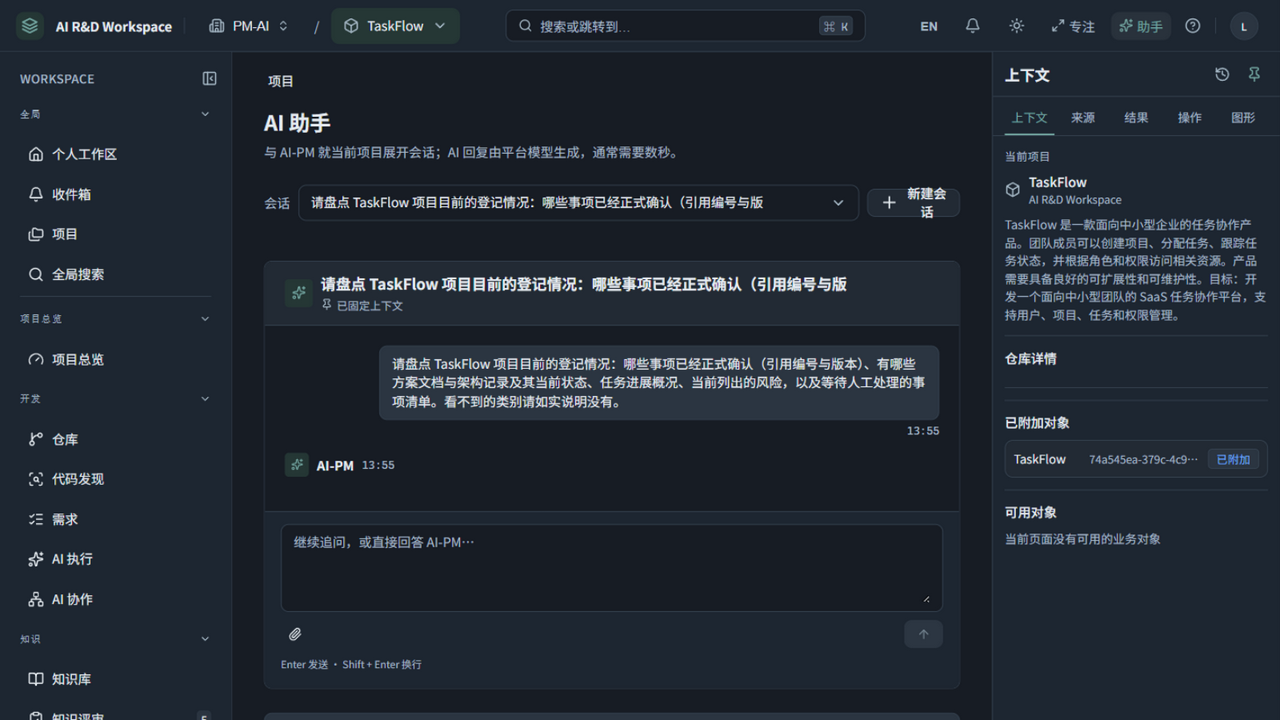 AI R&D Workspace
PM-AI
/
TaskFlow
搜索或跳转到...
⌘ K
EN
专注
助手
L
WORKSPACE
全局
个人工作区
收件箱
项目
全局搜索
项目总览
项目总览
开发
仓库
代码发现
需求
AI 执行
AI 协作
知识
知识库
知识评审
5
项目
AI 助手
与 AI-PM 就当前项目展开会话；AI 回复由平台模型生成，通常需要数秒。
会话
请盘点 TaskFlow 项目目前的登记情况：哪些事项已经正式确认（引用编号与版
新建会
话
请盘点 TaskFlow 项目目前的登记情况：哪些事项已经正式确认（引用编号与版
已固定上下文
请盘点 TaskFlow 项目目前的登记情况：哪些事项已经正式确认（引用编号与版本）、有哪些
方案文档与架构记录及其当前状态、任务进展概况、当前列出的风险，以及等待人工处理的事
项清单。看不到的类别请如实说明没有。
13:55
AI-PM 13:55
继续追问，或直接回答 AI-PM…
Enter 发送 · Shift + Enter 换行
上下文
上下文
来源
结果
操作
图形
当前项目
TaskFlow
AI R&D Workspace
TaskFlow 是一款面向中小型企业的任务协作产
品。团队成员可以创建项目、分配任务、跟踪任
务状态，并根据角色和权限访问相关资源。产品
需要具备良好的可扩展性和可维护性。目标：开
发一个面向中小型团队的 SaaS 任务协作平台，支
持用户、项目、任务和权限管理。
仓库详情
已附加对象
TaskFlow
74a545ea-379c-4c9…
已附加
可用对象
当前页面没有可用的业务对象